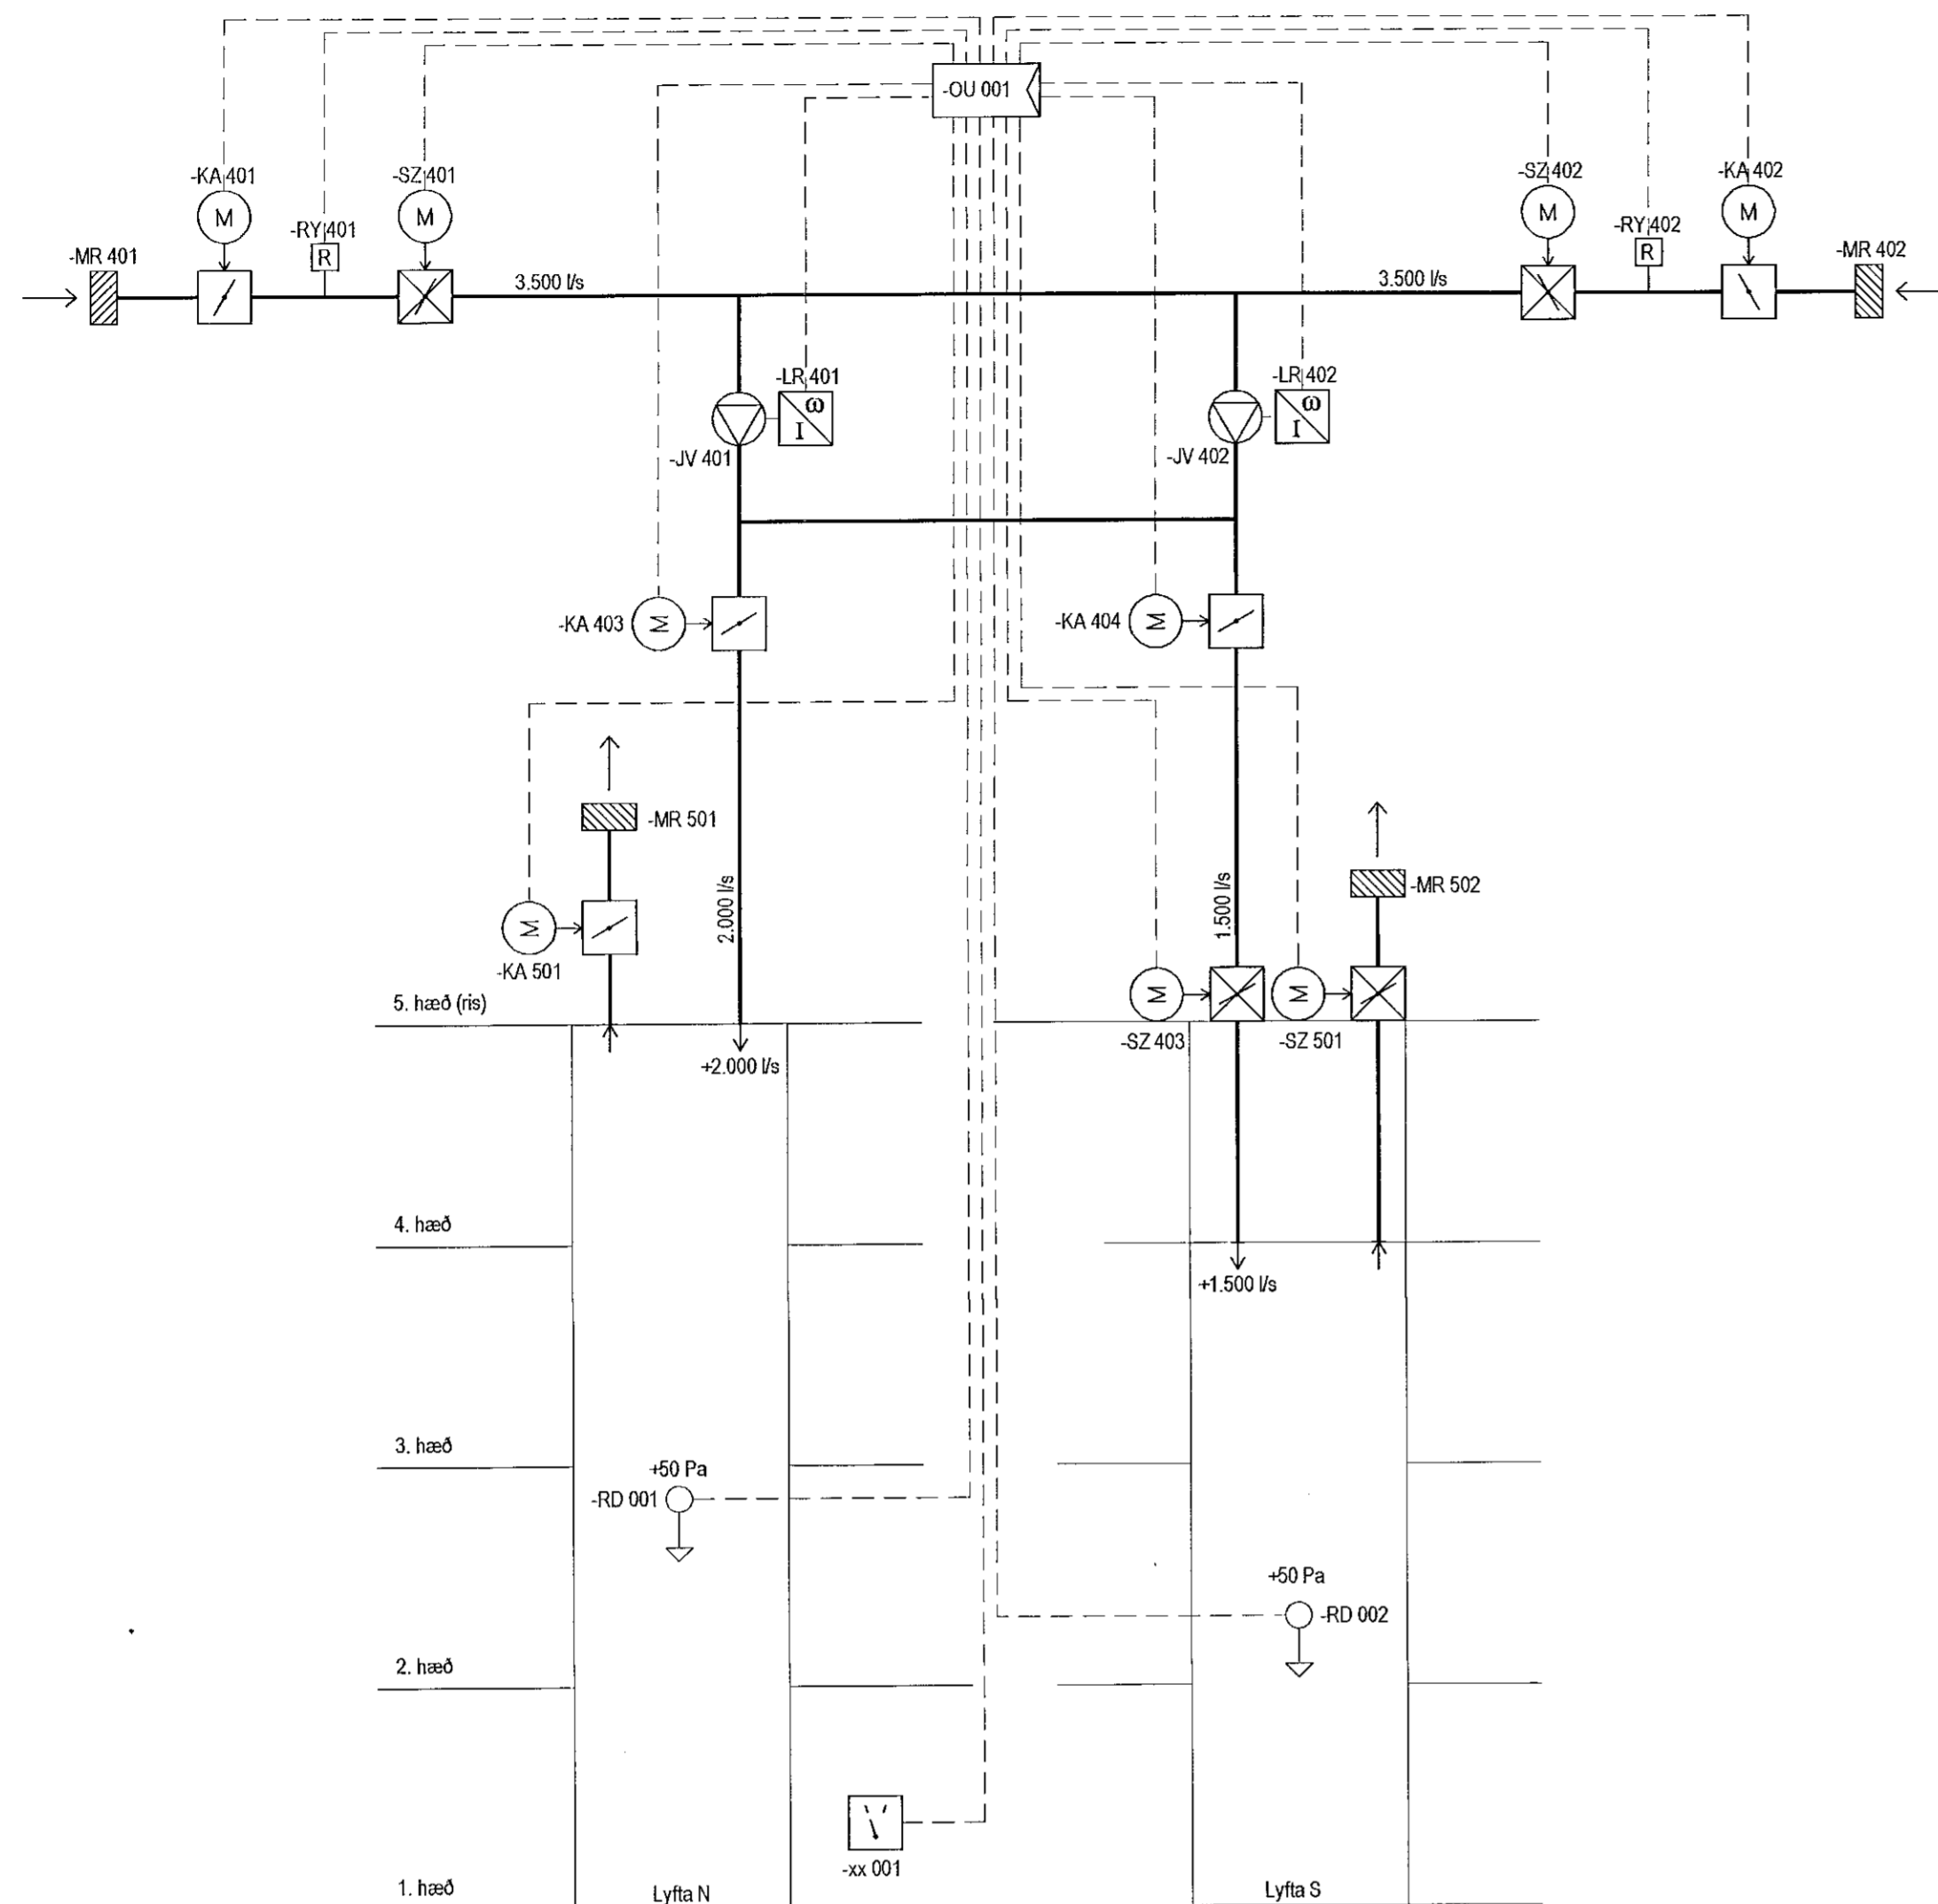 -OU 001
-KA 401
-SZ 401
-SZ 402
-KA 402
-RY 401
-RY 402
M
M
M
M
-MR 401
R
R
-MR 402
3.500 l/s
3.500 l/s
-LR 401
-LR 402
ω
I
ω
I
-JV 401
-JV 402
-KA 403
M
-KA 404
M
-MR 501
2.000 l/s
1.500 l/s
-MR 502
M
-KA 501
M
M
5. hæð (ris)
-SZ 403
-SZ 501
+2.000 l/s
4. hæð
+1.500 l/s
3. hæð
+50 Pa
-RD 001
+50 Pa
-RD 002
2. hæð
-xx 001
1. hæð
Lyfta N
Lyfta S